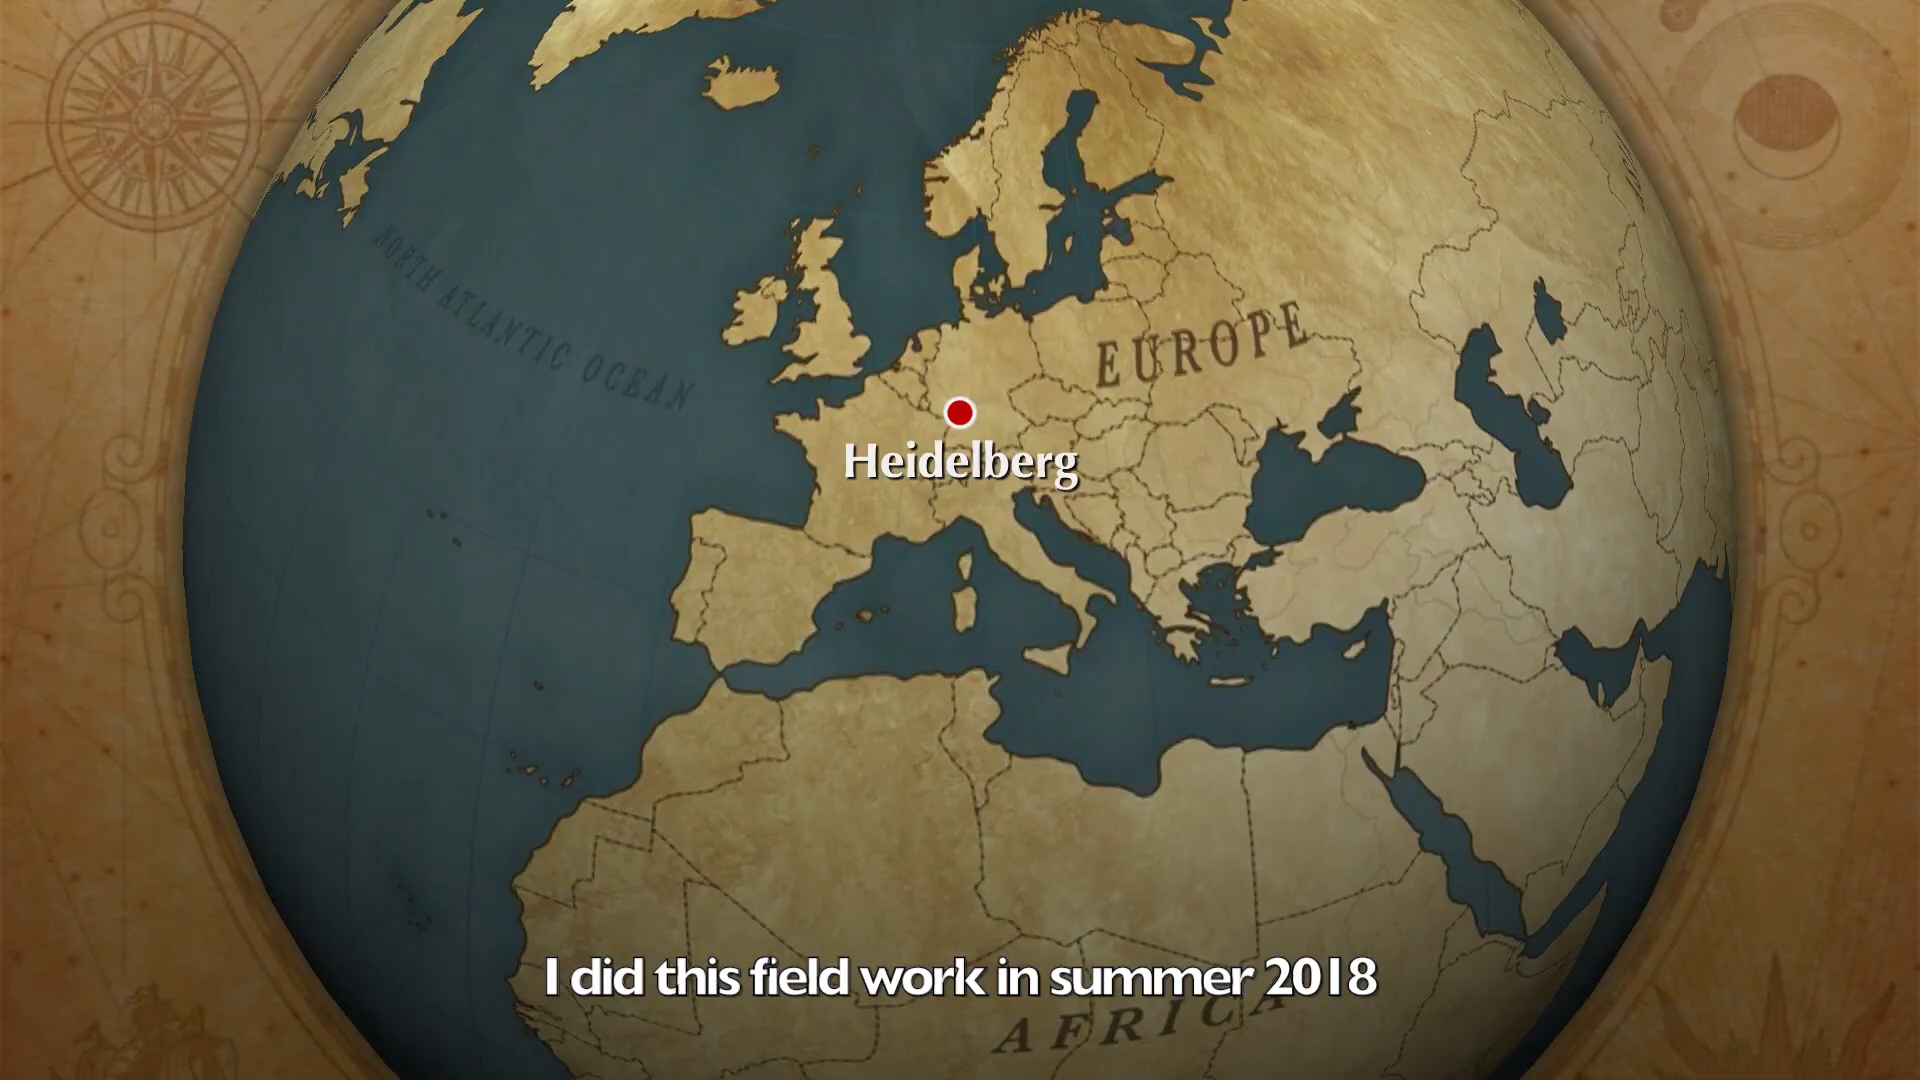 NORTH ATLANTIC OCEAN
EUROPE
Heidelberg
I did this field work in summer 2018
AFRICA